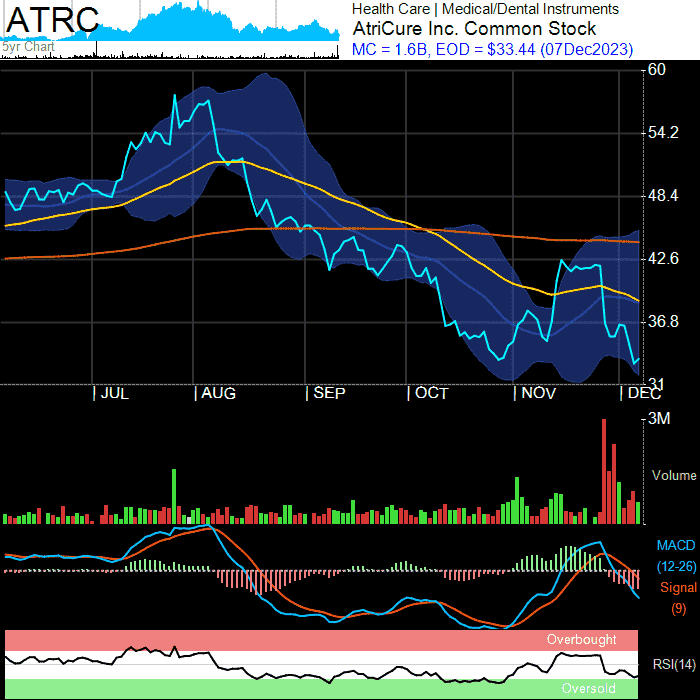 ATRC
5yr Chart
Health Care | Medical/Dental Instruments
AtriCure Inc. Common Stock
MC = 1.6B, EOD = $33.44 (07Dec2023)
60
54.2
48.4
42.6
36.8
31
| JUL | AUG | SEP | OCT | NOV | DEC
3M
Volume
MACD
(12-26)
Signal
(9)
Overbought
RSI(14)
Oversold